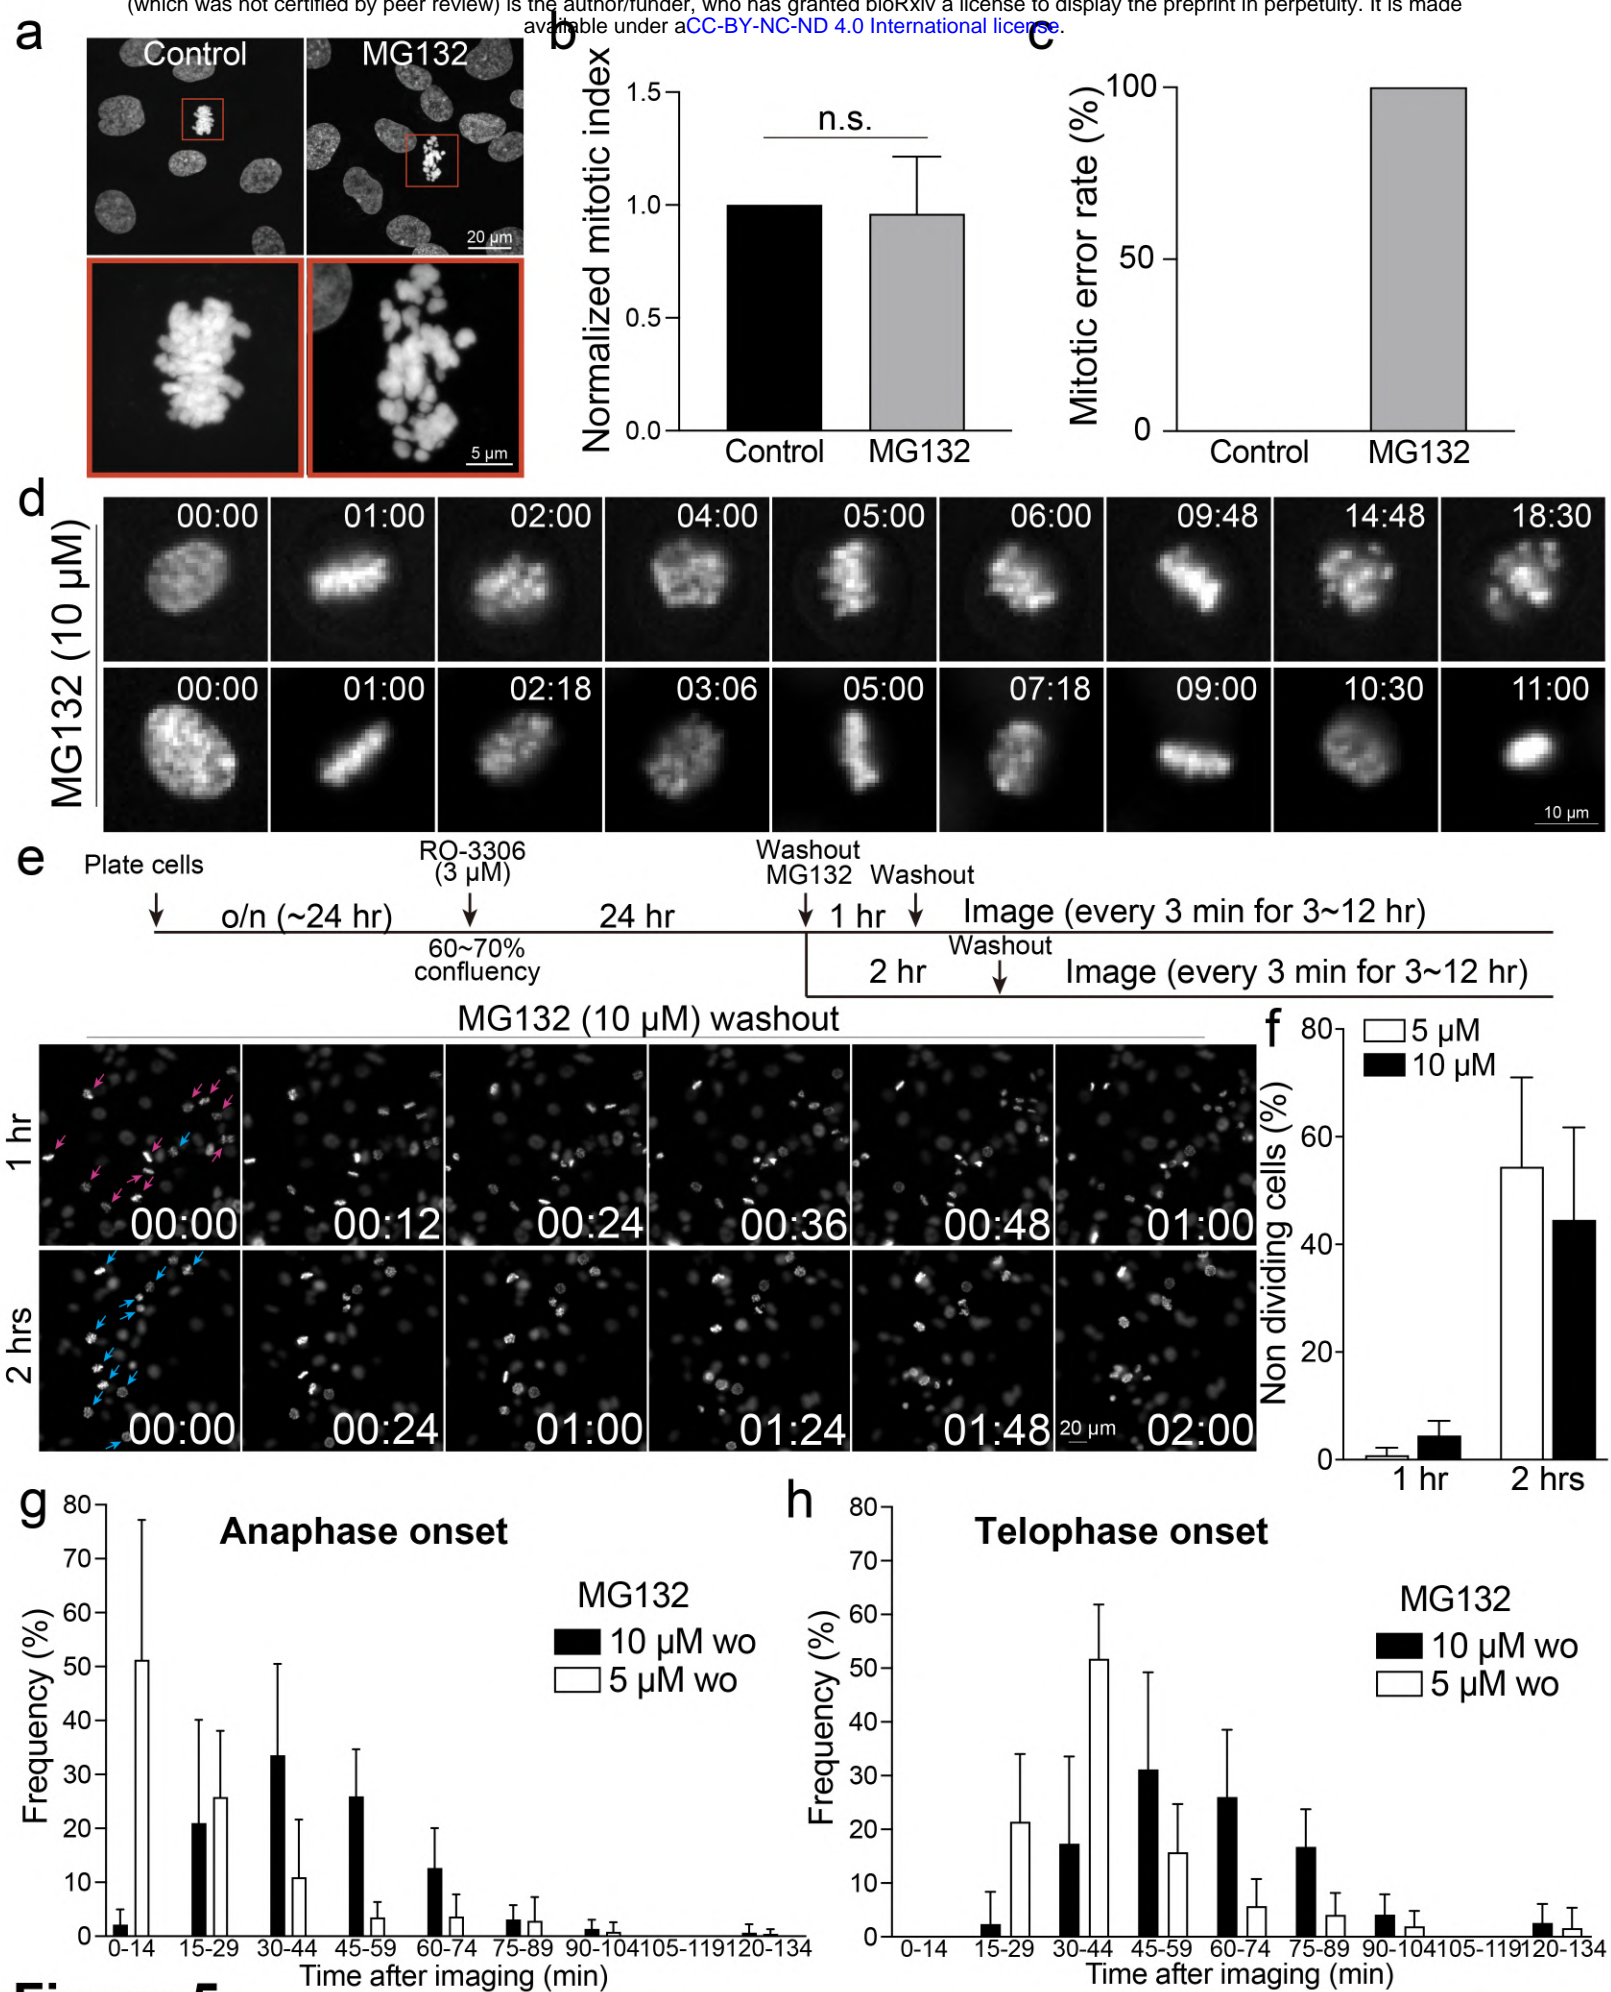 (which was not certified by peer review) is the author/funder, who has granted bioRxiv a license to display the preprint in perpetuity. It is made
available under aCC-BY-NC-ND 4.0 International license.
a
Control
MG132
20 µm
5 µm
b
Normalized mitotic index
1.5
1.0
0.5
0.0
n.s.
Control
MG132
c
Mitotic error rate (%)
100
50
0
Control
MG132
d
MG132 (10 µM)
00:00
01:00
02:00
04:00
05:00
06:00
09:48
14:48
18:30
00:00
01:00
02:18
03:06
05:00
07:18
09:00
10:30
11:00
10 µm
e
Plate cells
RO-3306
(3 µM)
Washout
MG132
Washout
o/n (~24 hr)
24 hr
1 hr
Image (every 3 min for 3~12 hr)
60~70%
confluency
Washout
2 hr
Image (every 3 min for 3~12 hr)
MG132 (10 µM) washout
1 hr
00:00
00:12
00:24
00:36
00:48
01:00
2 hrs
00:00
00:24
01:00
01:24
01:48
20 µm
02:00
f
Non dividing cells (%)
80
60
40
20
0
5 µM
10 µM
1 hr
2 hrs
g
Anaphase onset
Frequency (%)
80
70
60
50
40
30
20
10
0
MG132
10 µM wo
5 µM wo
0-14
15-29
30-44
45-59
60-74
75-89
90-104
105-119
120-134
Time after imaging (min)
h
Telophase onset
Frequency (%)
80
70
60
50
40
30
20
10
0
MG132
10 µM wo
5 µM wo
0-14
15-29
30-44
45-59
60-74
75-89
90-104
105-119
120-134
Time after imaging (min)